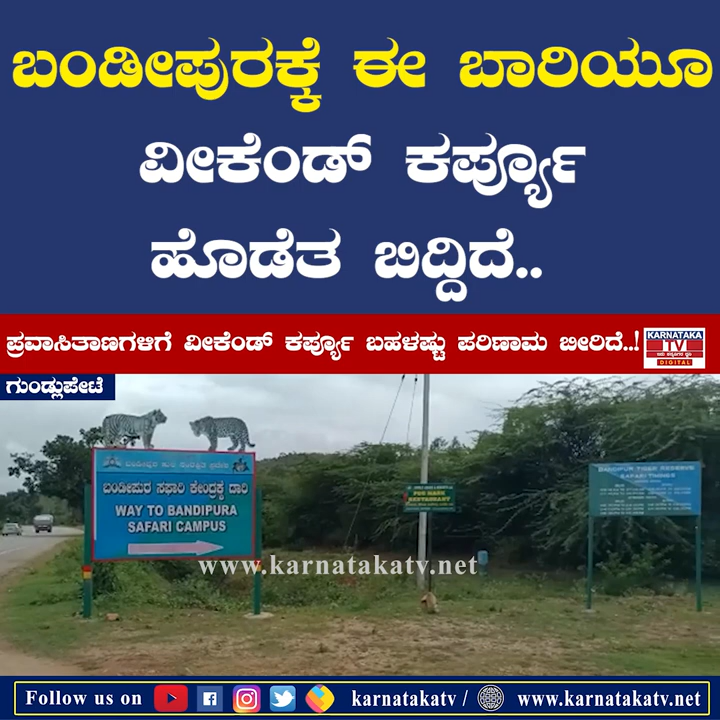 ಬಂಡೀಪುರಕ್ಕೆ ಈ ಬಾರಿಯೂ
ವೀಕೆಂಡ್ ಕರ್ಪ್ಯೂ
ಹೊಡೆತ ಬಿದ್ದಿದೆ..
ಪ್ರವಾಸಿತಾಣಗಳಿಗೆ ವೀಕೆಂಡ್ ಕರ್ಪ್ಯೂ ಬಹಳಷ್ಟು ಪರಿಣಾಮ ಬೀರಿದೆ..!
KARNATAKA
TV
DIGITAL
ಗುಂಡ್ಲುಪೇಟೆ
ಬಂಡೀಪುರ ಸಫಾರಿ ಕೇಂದ್ರಕ್ಕೆ ದಾರಿ
WAY TO BANDIPURA
SAFARI CAMPUS
RESTAURANT
BANDIPUR TIGER RESERVE
SAFARI TIMINGS
www.karnatakatv.net
Follow us on karnatakatv / www.karnatakatv.net